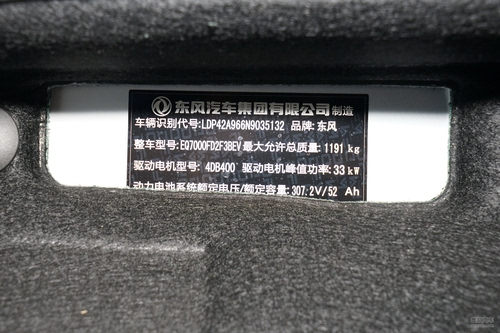 东风汽车集团有限公司 制造
车辆识别代号:LDP42A966N9035132 品牌:东风
整车型号:EQ7000FD2F3BEV 最大允许总质量:1191 kg
驱动电机型号:4DB400 驱动电机峰值功率:33 kW
动力电池系统额定电压/额定容量:307.2V/52 Ah